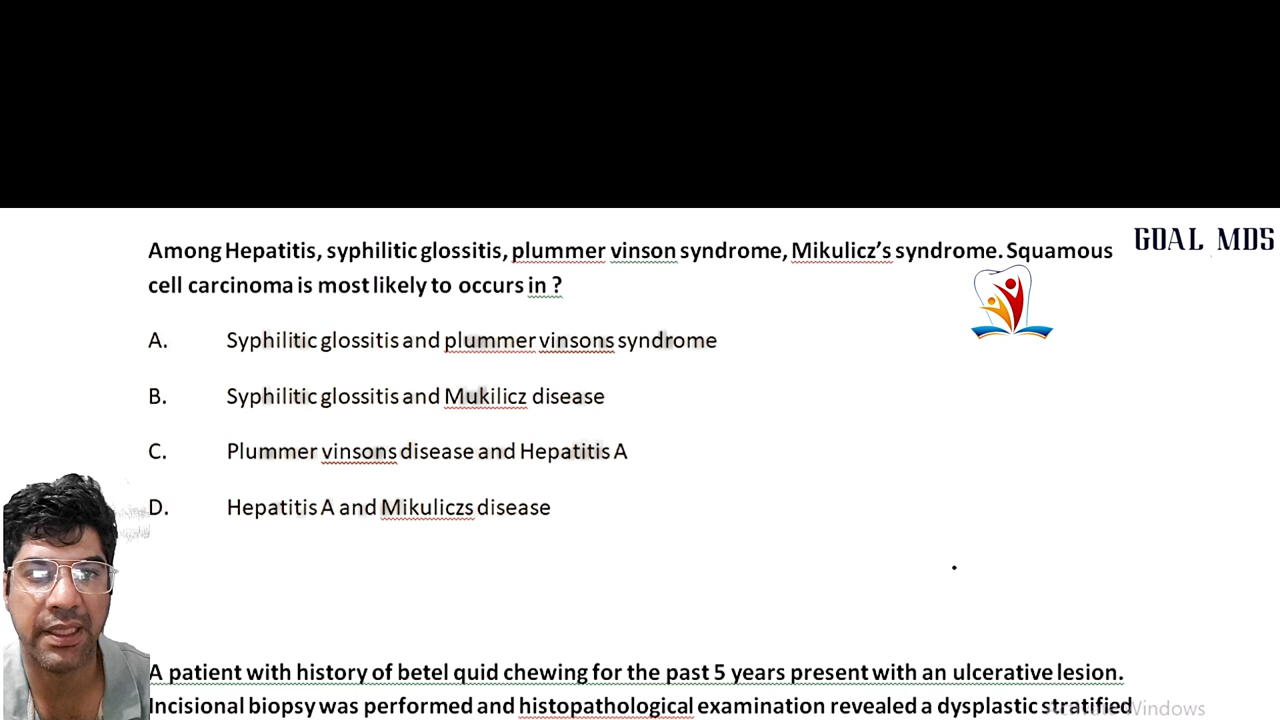 GOAL MDS
Among Hepatitis, syphilitic glossitis, plummer vinson syndrome, Mikulicz’s syndrome. Squamous
cell carcinoma is most likely to occurs in ?
A. Syphilitic glossitis and plummer vinsons syndrome
B. Syphilitic glossitis and Mukilicz disease
C. Plummer vinsons disease and Hepatitis A
D. Hepatitis A and Mikuliczs disease
A patient with history of betel quid chewing for the past 5 years present with an ulcerative lesion.
Incisional biopsy was performed and histopathological examination revealed a dysplastic stratified
Windows